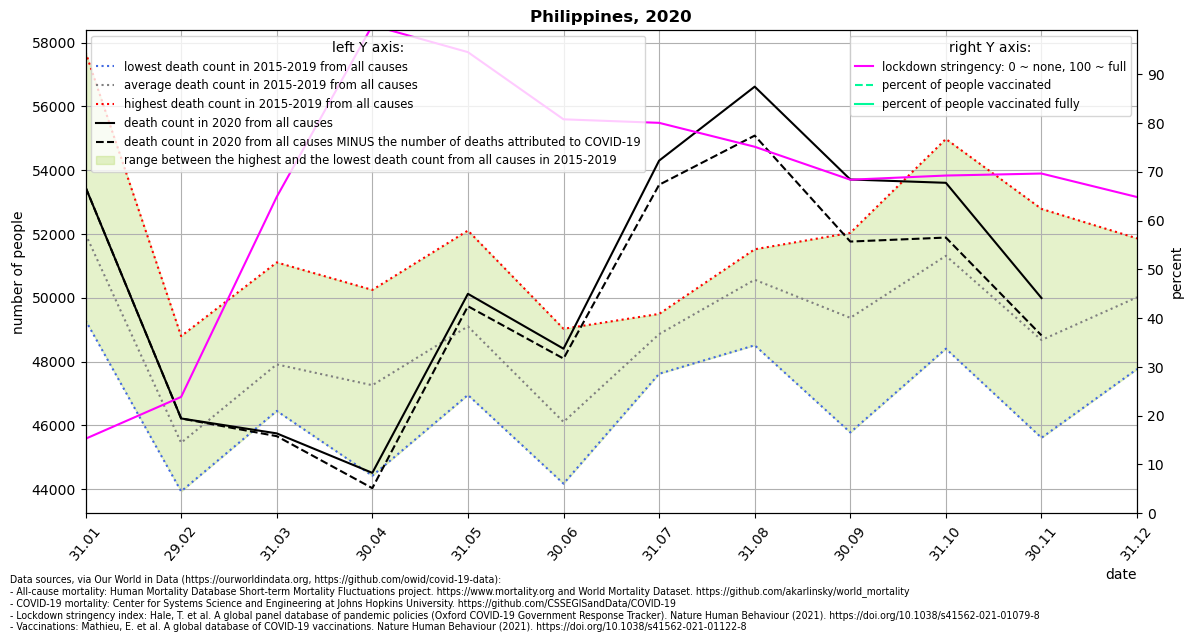 Philippines, 2020
left Y axis:
lowest death count in 2015-2019 from all causes
average death count in 2015-2019 from all causes
highest death count in 2015-2019 from all causes
death count in 2020 from all causes
death count in 2020 from all causes MINUS the number of deaths attributed to COVID-19
range between the highest and the lowest death count from all causes in 2015-2019
right Y axis:
lockdown stringency: 0 ~ none, 100 ~ full
percent of people vaccinated
percent of people vaccinated fully
number of people
58000
56000
54000
52000
50000
48000
46000
44000
percent
90
80
70
60
50
40
30
20
10
0
31.01
29.02
31.03
30.04
31.05
30.06
31.07
31.08
30.09
31.10
30.11
31.12
date
Data sources, via Our World in Data (https://ourworldindata.org, https://github.com/owid/covid-19-data):
- All-cause mortality: Human Mortality Database Short-term Mortality Fluctuations project. https://www.mortality.org and World Mortality Dataset. https://github.com/akarlinsky/world_mortality
- COVID-19 mortality: Center for Systems Science and Engineering at Johns Hopkins University. https://github.com/CSSEGISandData/COVID-19
- Lockdown stringency index: Hale, T. et al. A global panel database of pandemic policies (Oxford COVID-19 Government Response Tracker). Nature Human Behaviour (2021). https://doi.org/10.1038/s41562-021-01079-8
- Vaccinations: Mathieu, E. et al. A global database of COVID-19 vaccinations. Nature Human Behaviour (2021). https://doi.org/10.1038/s41562-021-01122-8